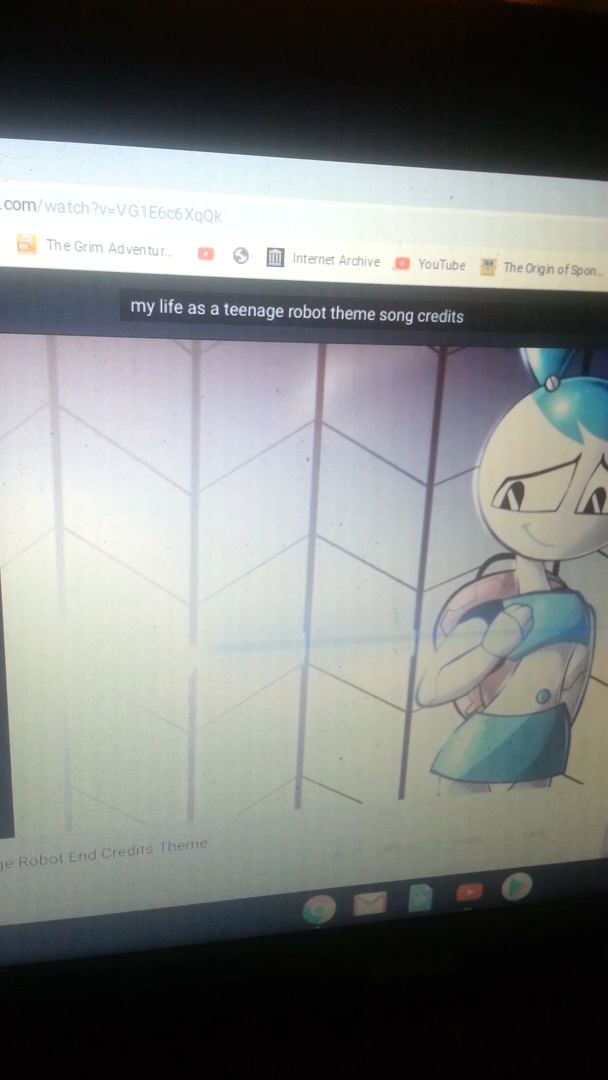 .com/watch?v=VG1E6c6XqQk
The Grim Adventur... Internet Archive YouTube The Origin of Spon...
my life as a teenage robot theme song credits
ge Robot End Credits Theme